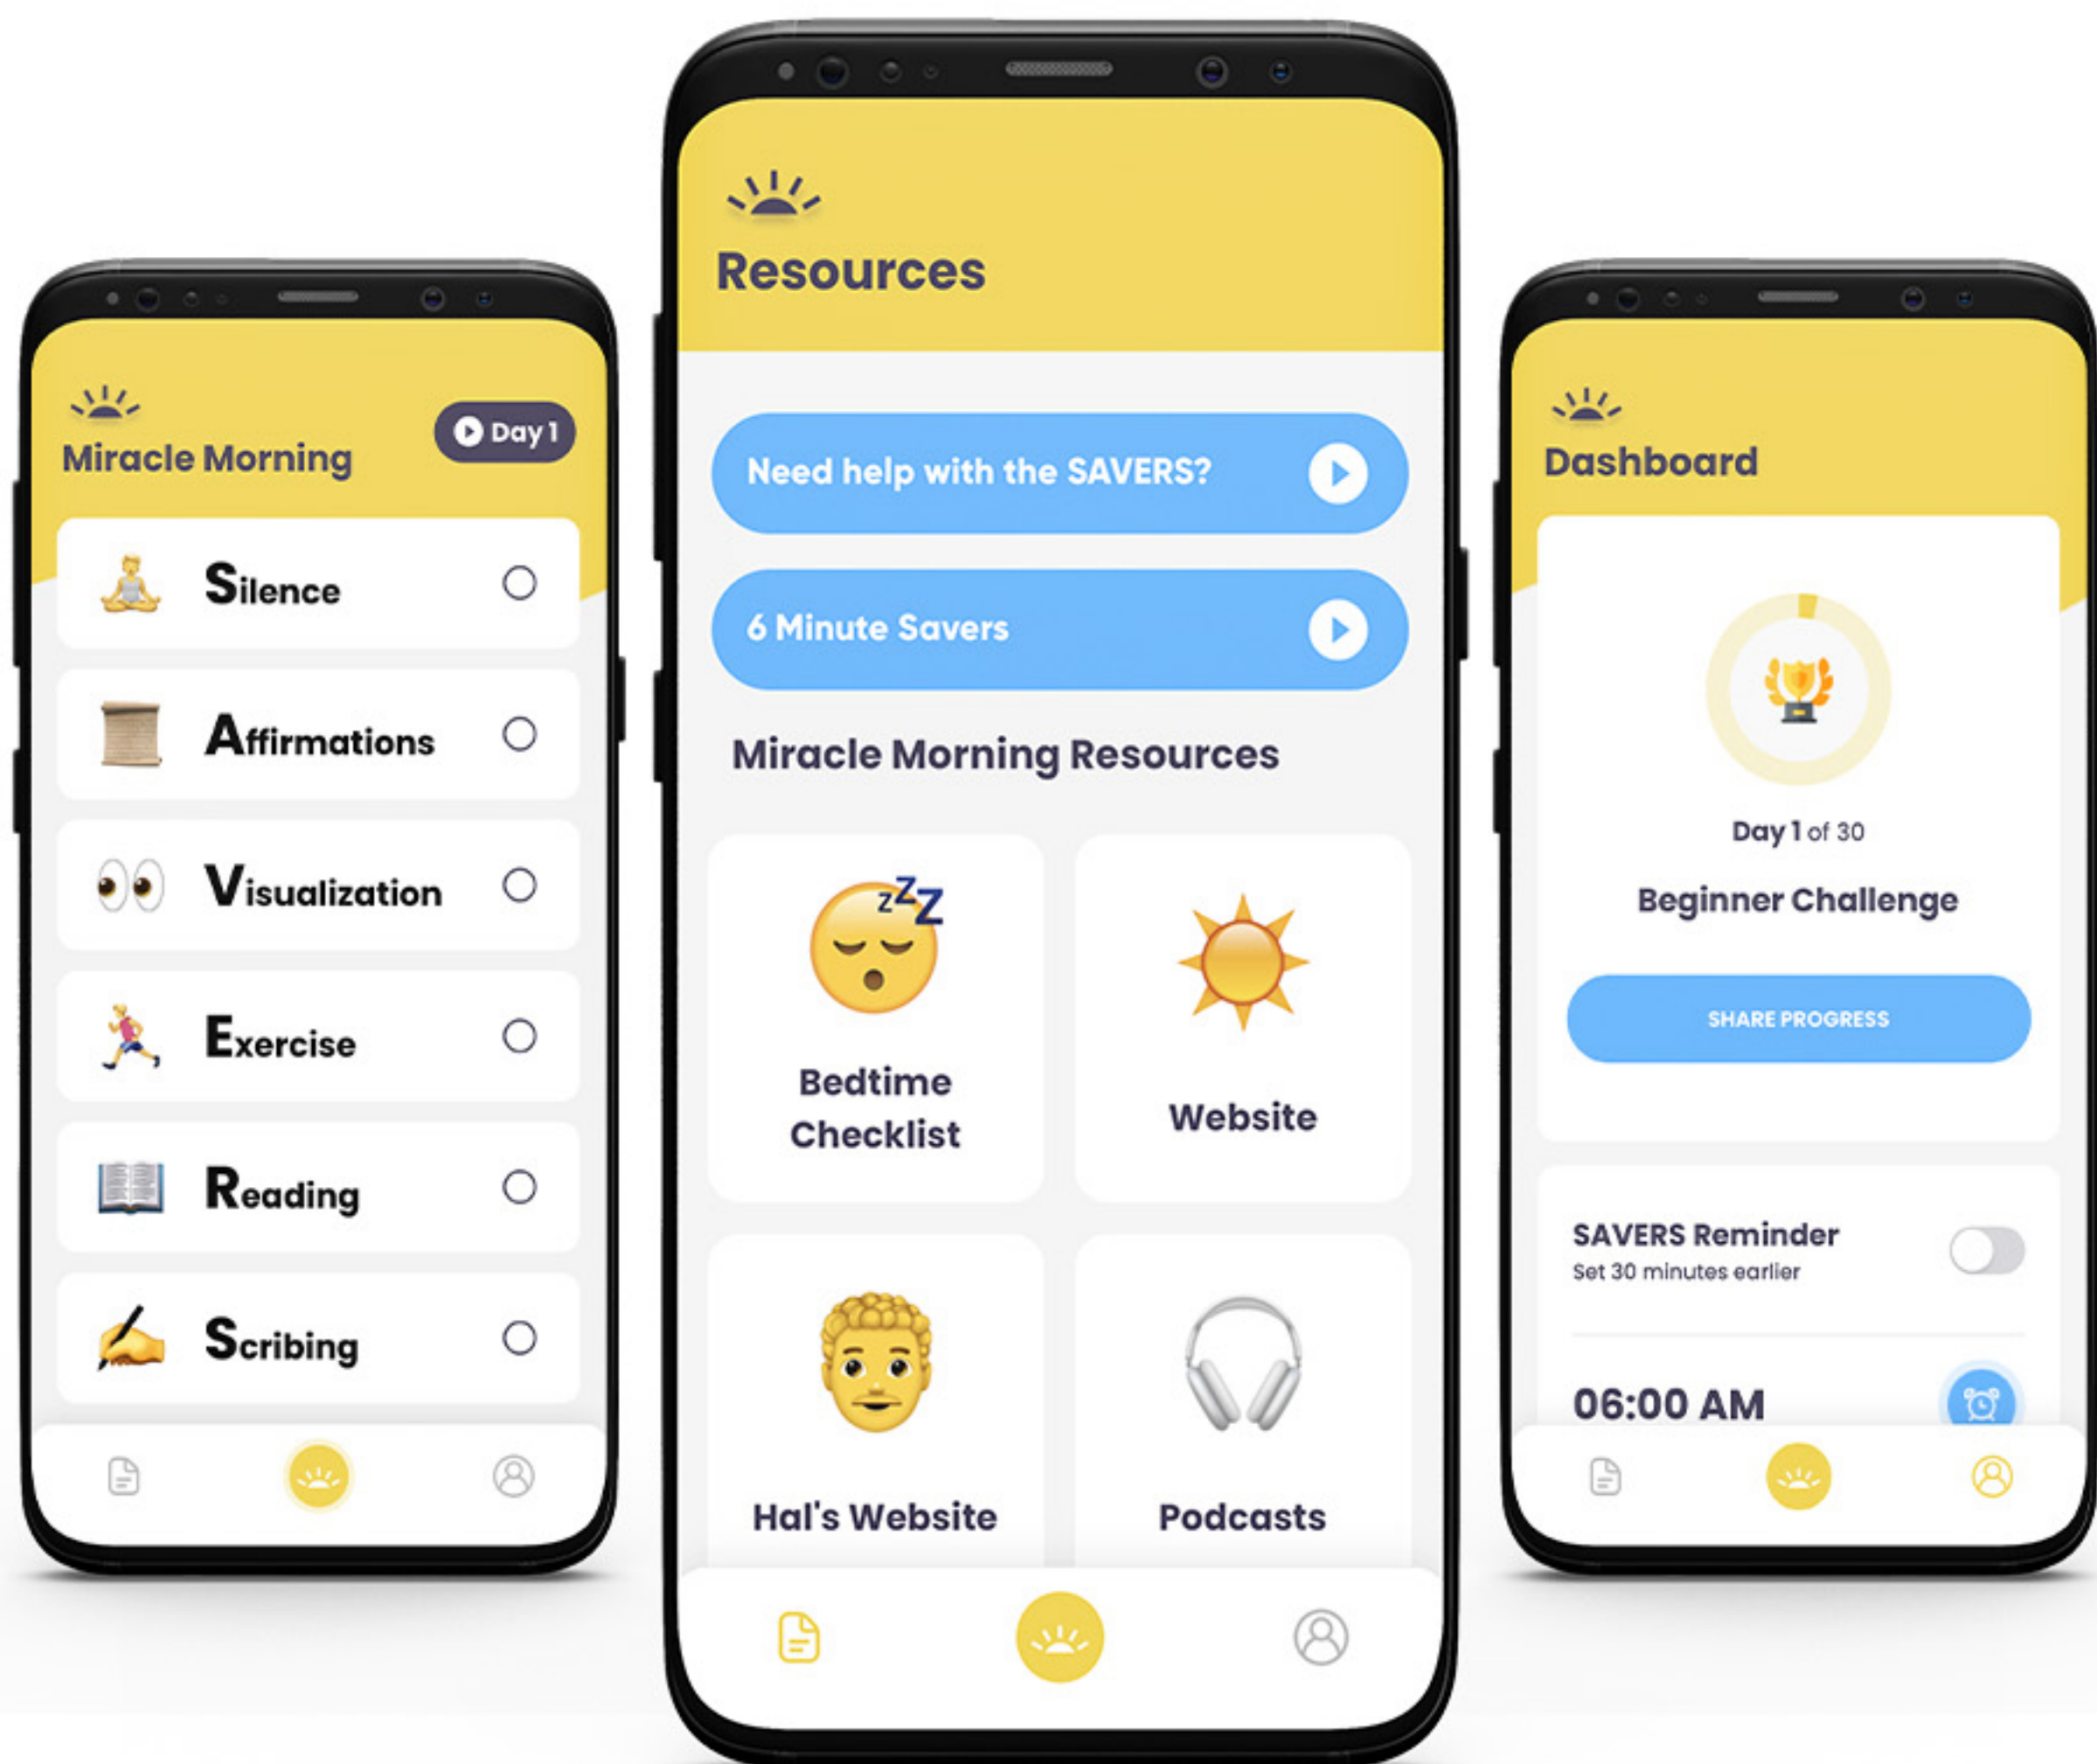 Miracle Morning
Day 1
Silence
Affirmations
Visualization
Exercise
Reading
Scribing
Resources
Need help with the SAVERS?
6 Minute Savers
Miracle Morning Resources
zZZ
Bedtime
Checklist
Website
Hal's Website
Podcasts
Dashboard
Day 1 of 30
Beginner Challenge
SHARE PROGRESS
SAVERS Reminder
Set 30 minutes earlier
06:00 AM